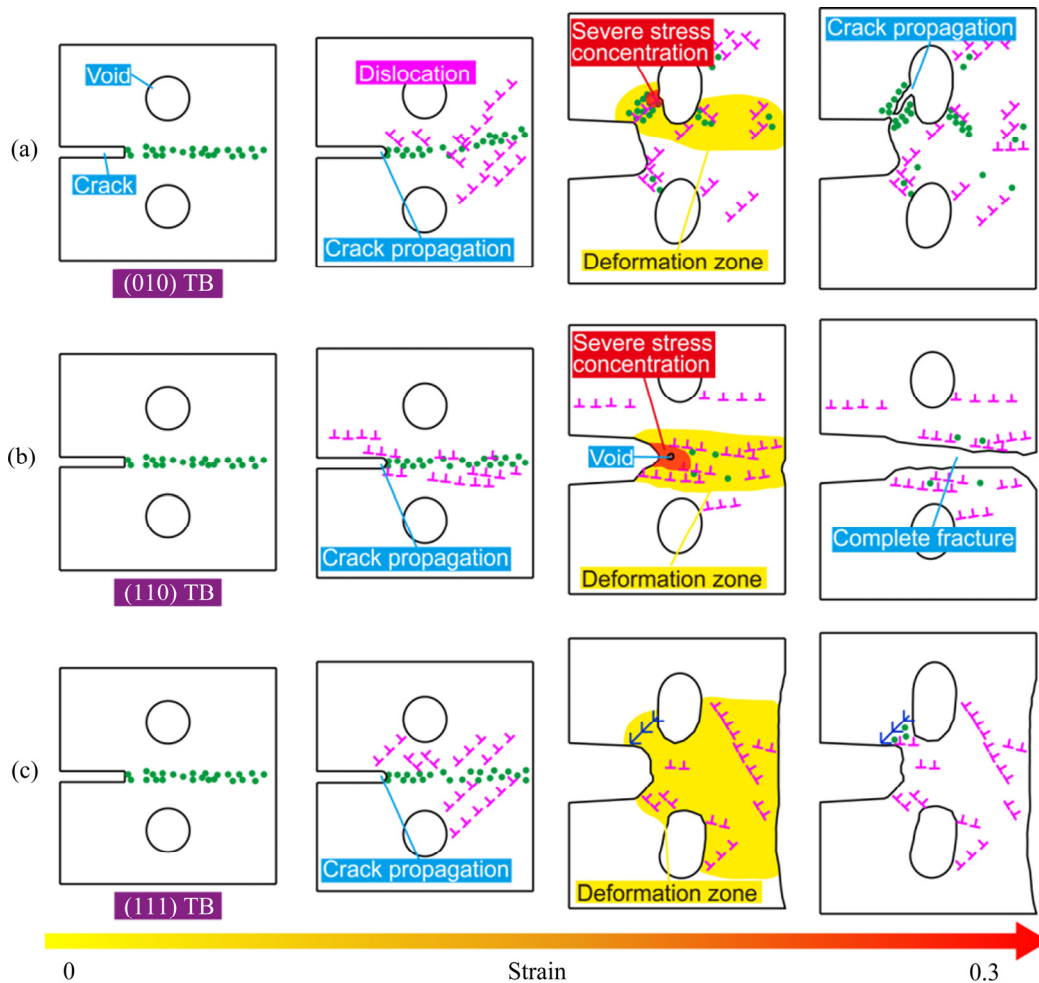 (a)
Void
Crack
(010) TB
Dislocation
Crack propagation
Severe stress
concentration
Deformation zone
Crack propagation
(b)
(110) TB
Crack propagation
Severe stress
concentration
Void
Deformation zone
Complete fracture
(c)
(111) TB
Crack propagation
Deformation zone
0
Strain
0.3